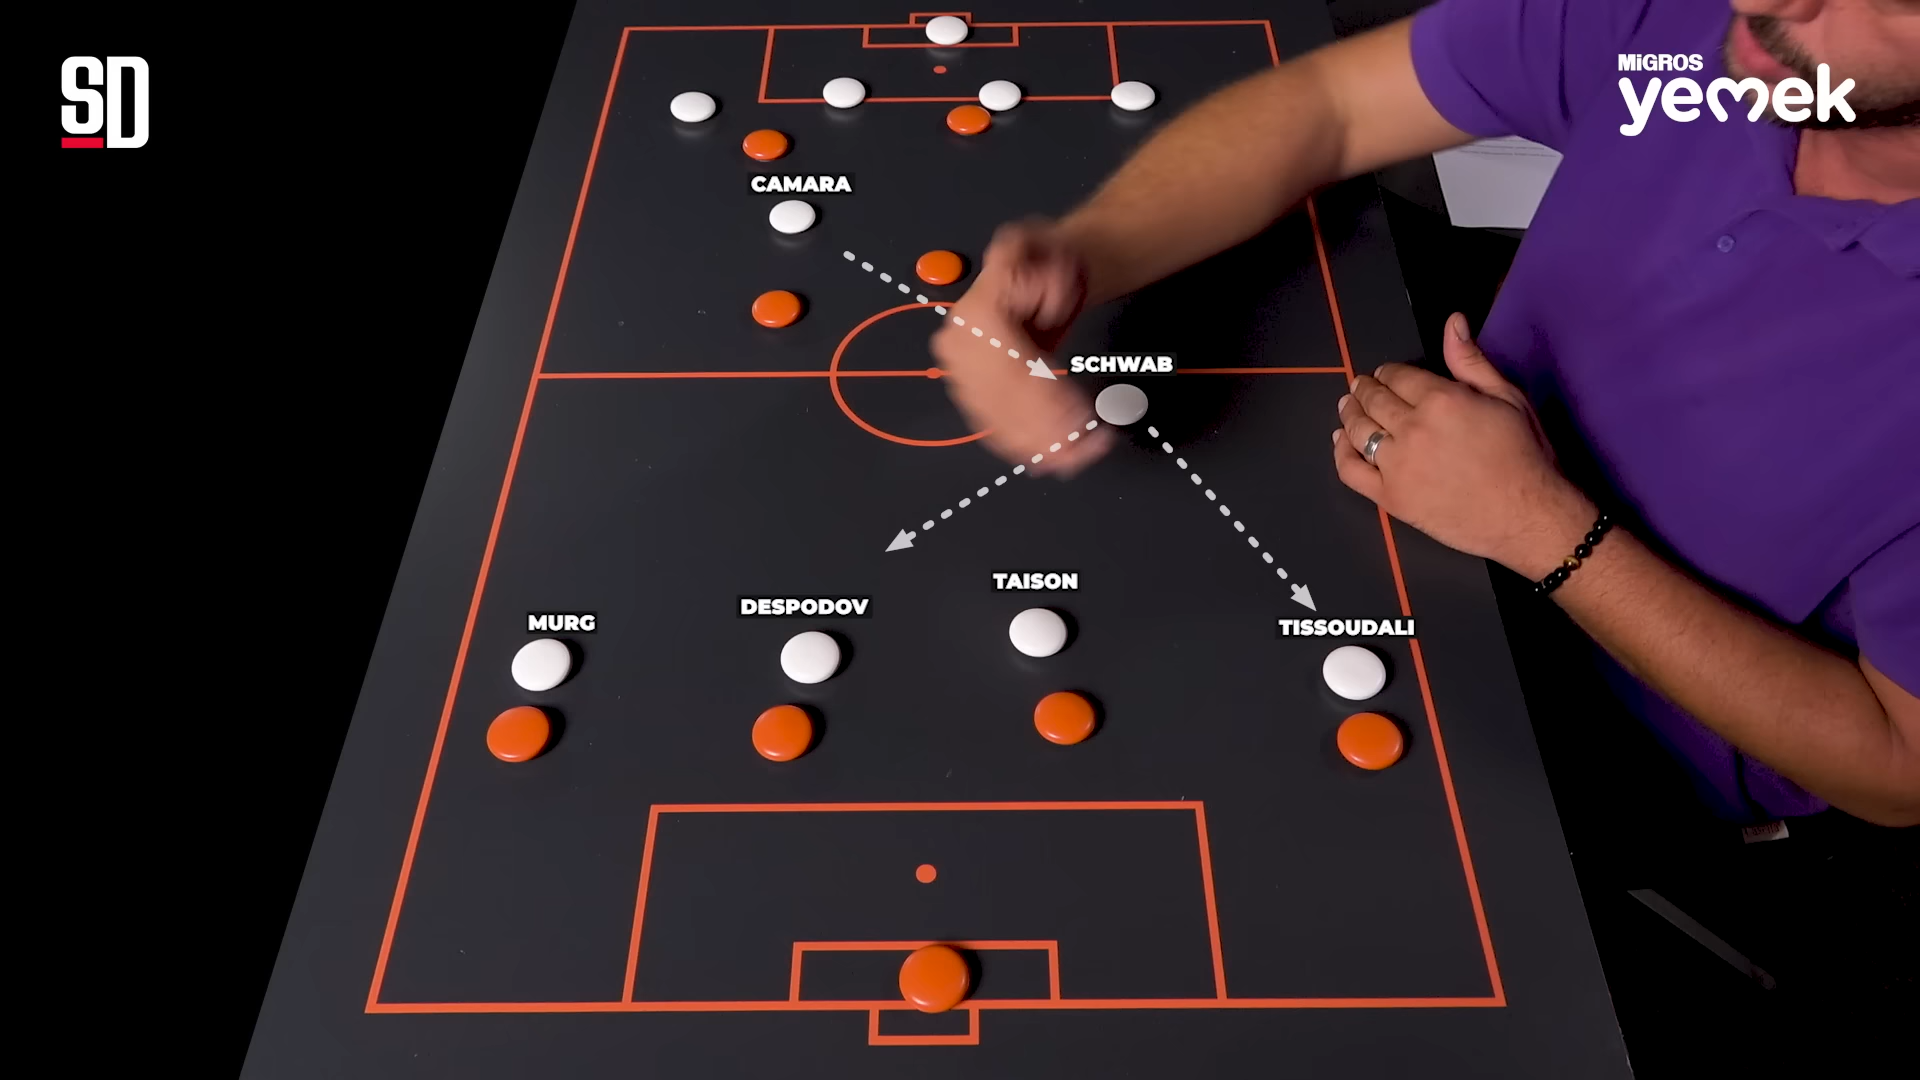 SD
MiGROS
yemek
CAMARA
SCHWAB
TAISON
DESPODOV
MURG
TISSOUDALI